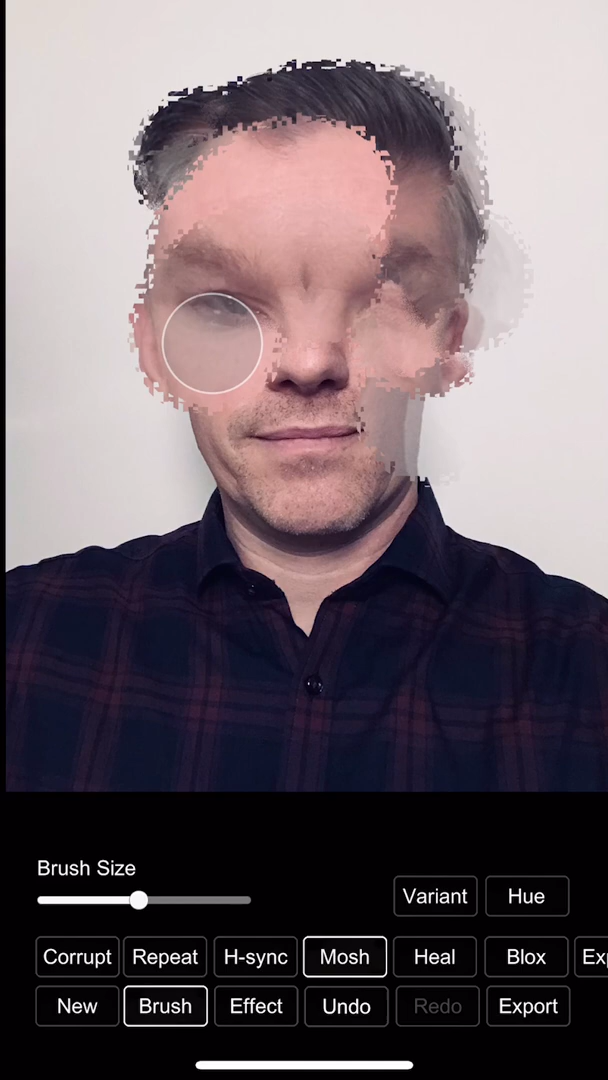 Brush Size
Variant Hue
Corrupt Repeat H-sync Mosh Heal Blox
New Brush Effect Undo Redo Export